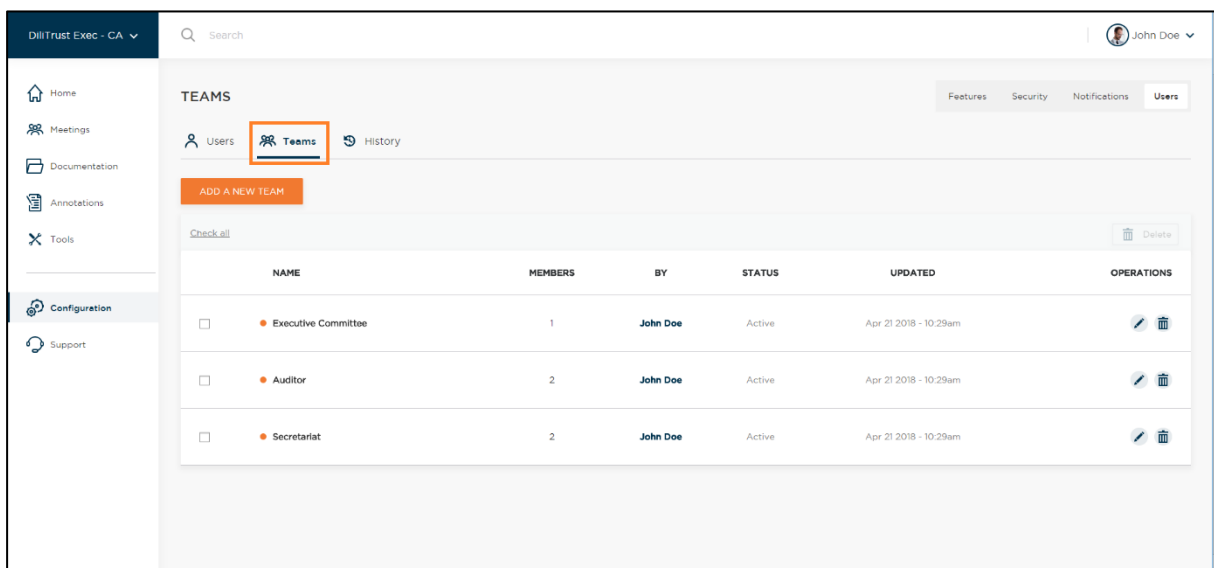 DiliTrust Exec - CA
Search
John Doe
Home
Meetings
Documentation
Annotations
Tools
Configuration
Support
TEAMS
Features Security Notifications Users
Users Teams History
ADD A NEW TEAM
Check all Delete
NAME MEMBERS BY STATUS UPDATED OPERATIONS
Executive Committee 1 John Doe Active Apr 21 2018 - 10:29am
Auditor 2 John Doe Active Apr 21 2018 - 10:29am
Secretariat 2 John Doe Active Apr 21 2018 - 10:29am